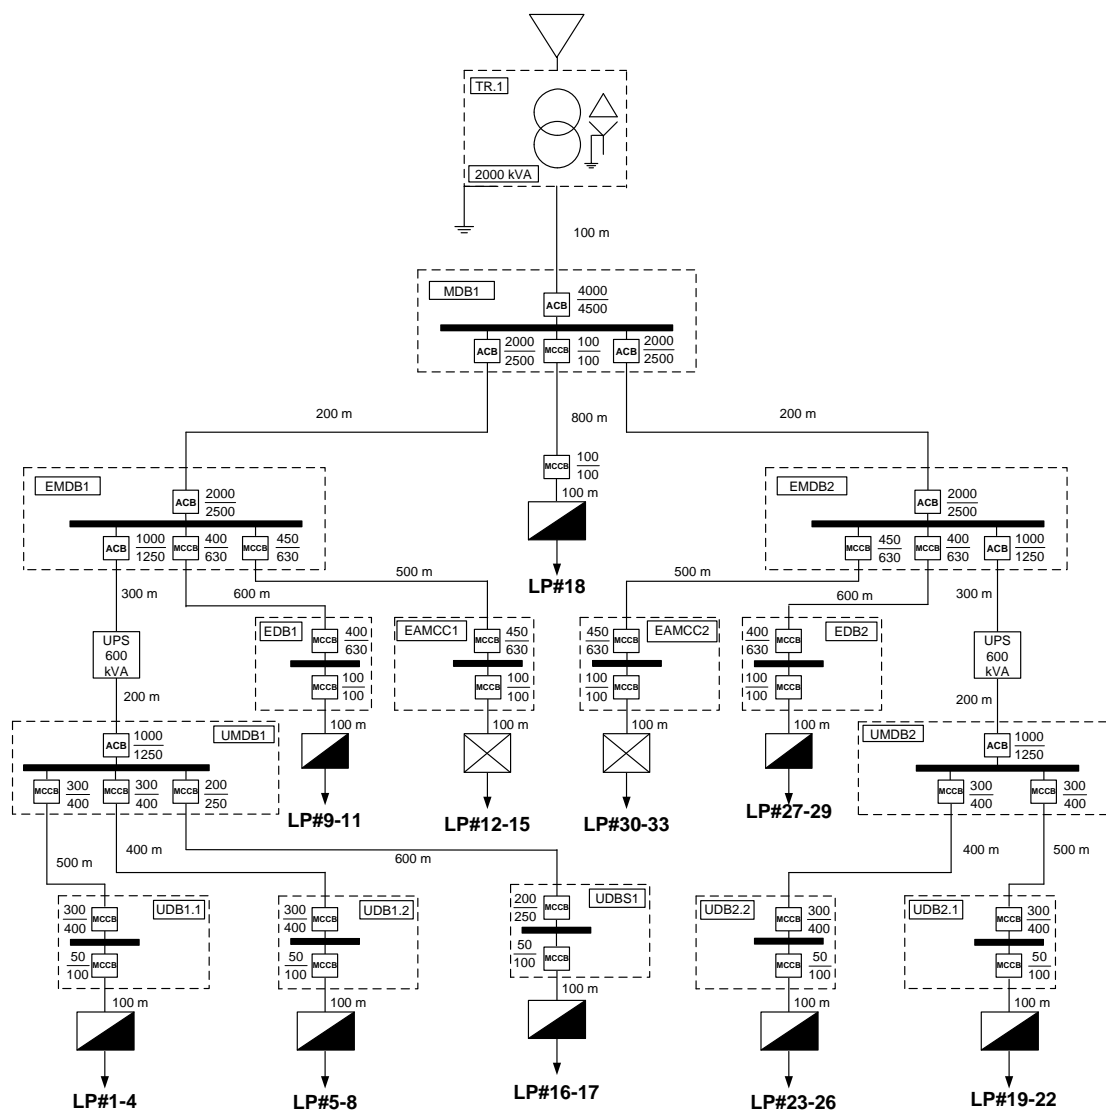 TR.1
2000 kVA
100 m
MDB1
ACB
4000
4500
ACB
2000
2500
MCCB
100
100
ACB
2000
2500
200 m
800 m
200 m
MCCB
100
100
100 m
LP#18
EMDB1
ACB
2000
2500
ACB
1000
1250
MCCB
400
630
MCCB
450
630
EMDB2
ACB
2000
2500
MCCB
450
630
MCCB
400
630
ACB
1000
1250
300 m
600 m
500 m
500 m
600 m
300 m
UPS
600
kVA
EDB1
MCCB
400
630
MCCB
100
100
100 m
LP#9-11
EAMCC1
MCCB
450
630
MCCB
100
100
100 m
LP#12-15
EAMCC2
450
630
MCCB
100
100
MCCB
100 m
LP#30-33
EDB2
400
630
MCCB
100
100
MCCB
100 m
LP#27-29
UPS
600
kVA
200 m
200 m
UMDB1
ACB
1000
1250
MCCB
300
400
MCCB
300
400
MCCB
200
250
UMDB2
ACB
1000
1250
MCCB
300
400
MCCB
300
400
500 m
400 m
600 m
400 m
500 m
UDB1.1
300
400
MCCB
50
100
MCCB
100 m
LP#1-4
UDB1.2
300
400
MCCB
50
100
MCCB
100 m
LP#5-8
UDBS1
200
250
MCCB
50
100
MCCB
100 m
LP#16-17
UDB2.2
MCCB
300
400
MCCB
50
100
100 m
LP#23-26
UDB2.1
MCCB
300
400
MCCB
50
100
100 m
LP#19-22